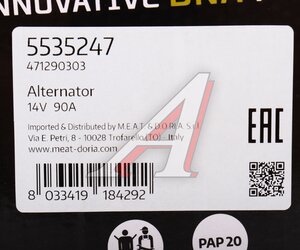 INNOVATIVE DNA
5535247
471290303
Alternator
14V 90A
Imported & Distributed by M.E.A.T. & DORIA S.r.l.
Via E. Petri, 8 - 10028 Trofarello (TO) - Italy
www.meat-doria.com
EAC
8 033419 184292
PAP 20